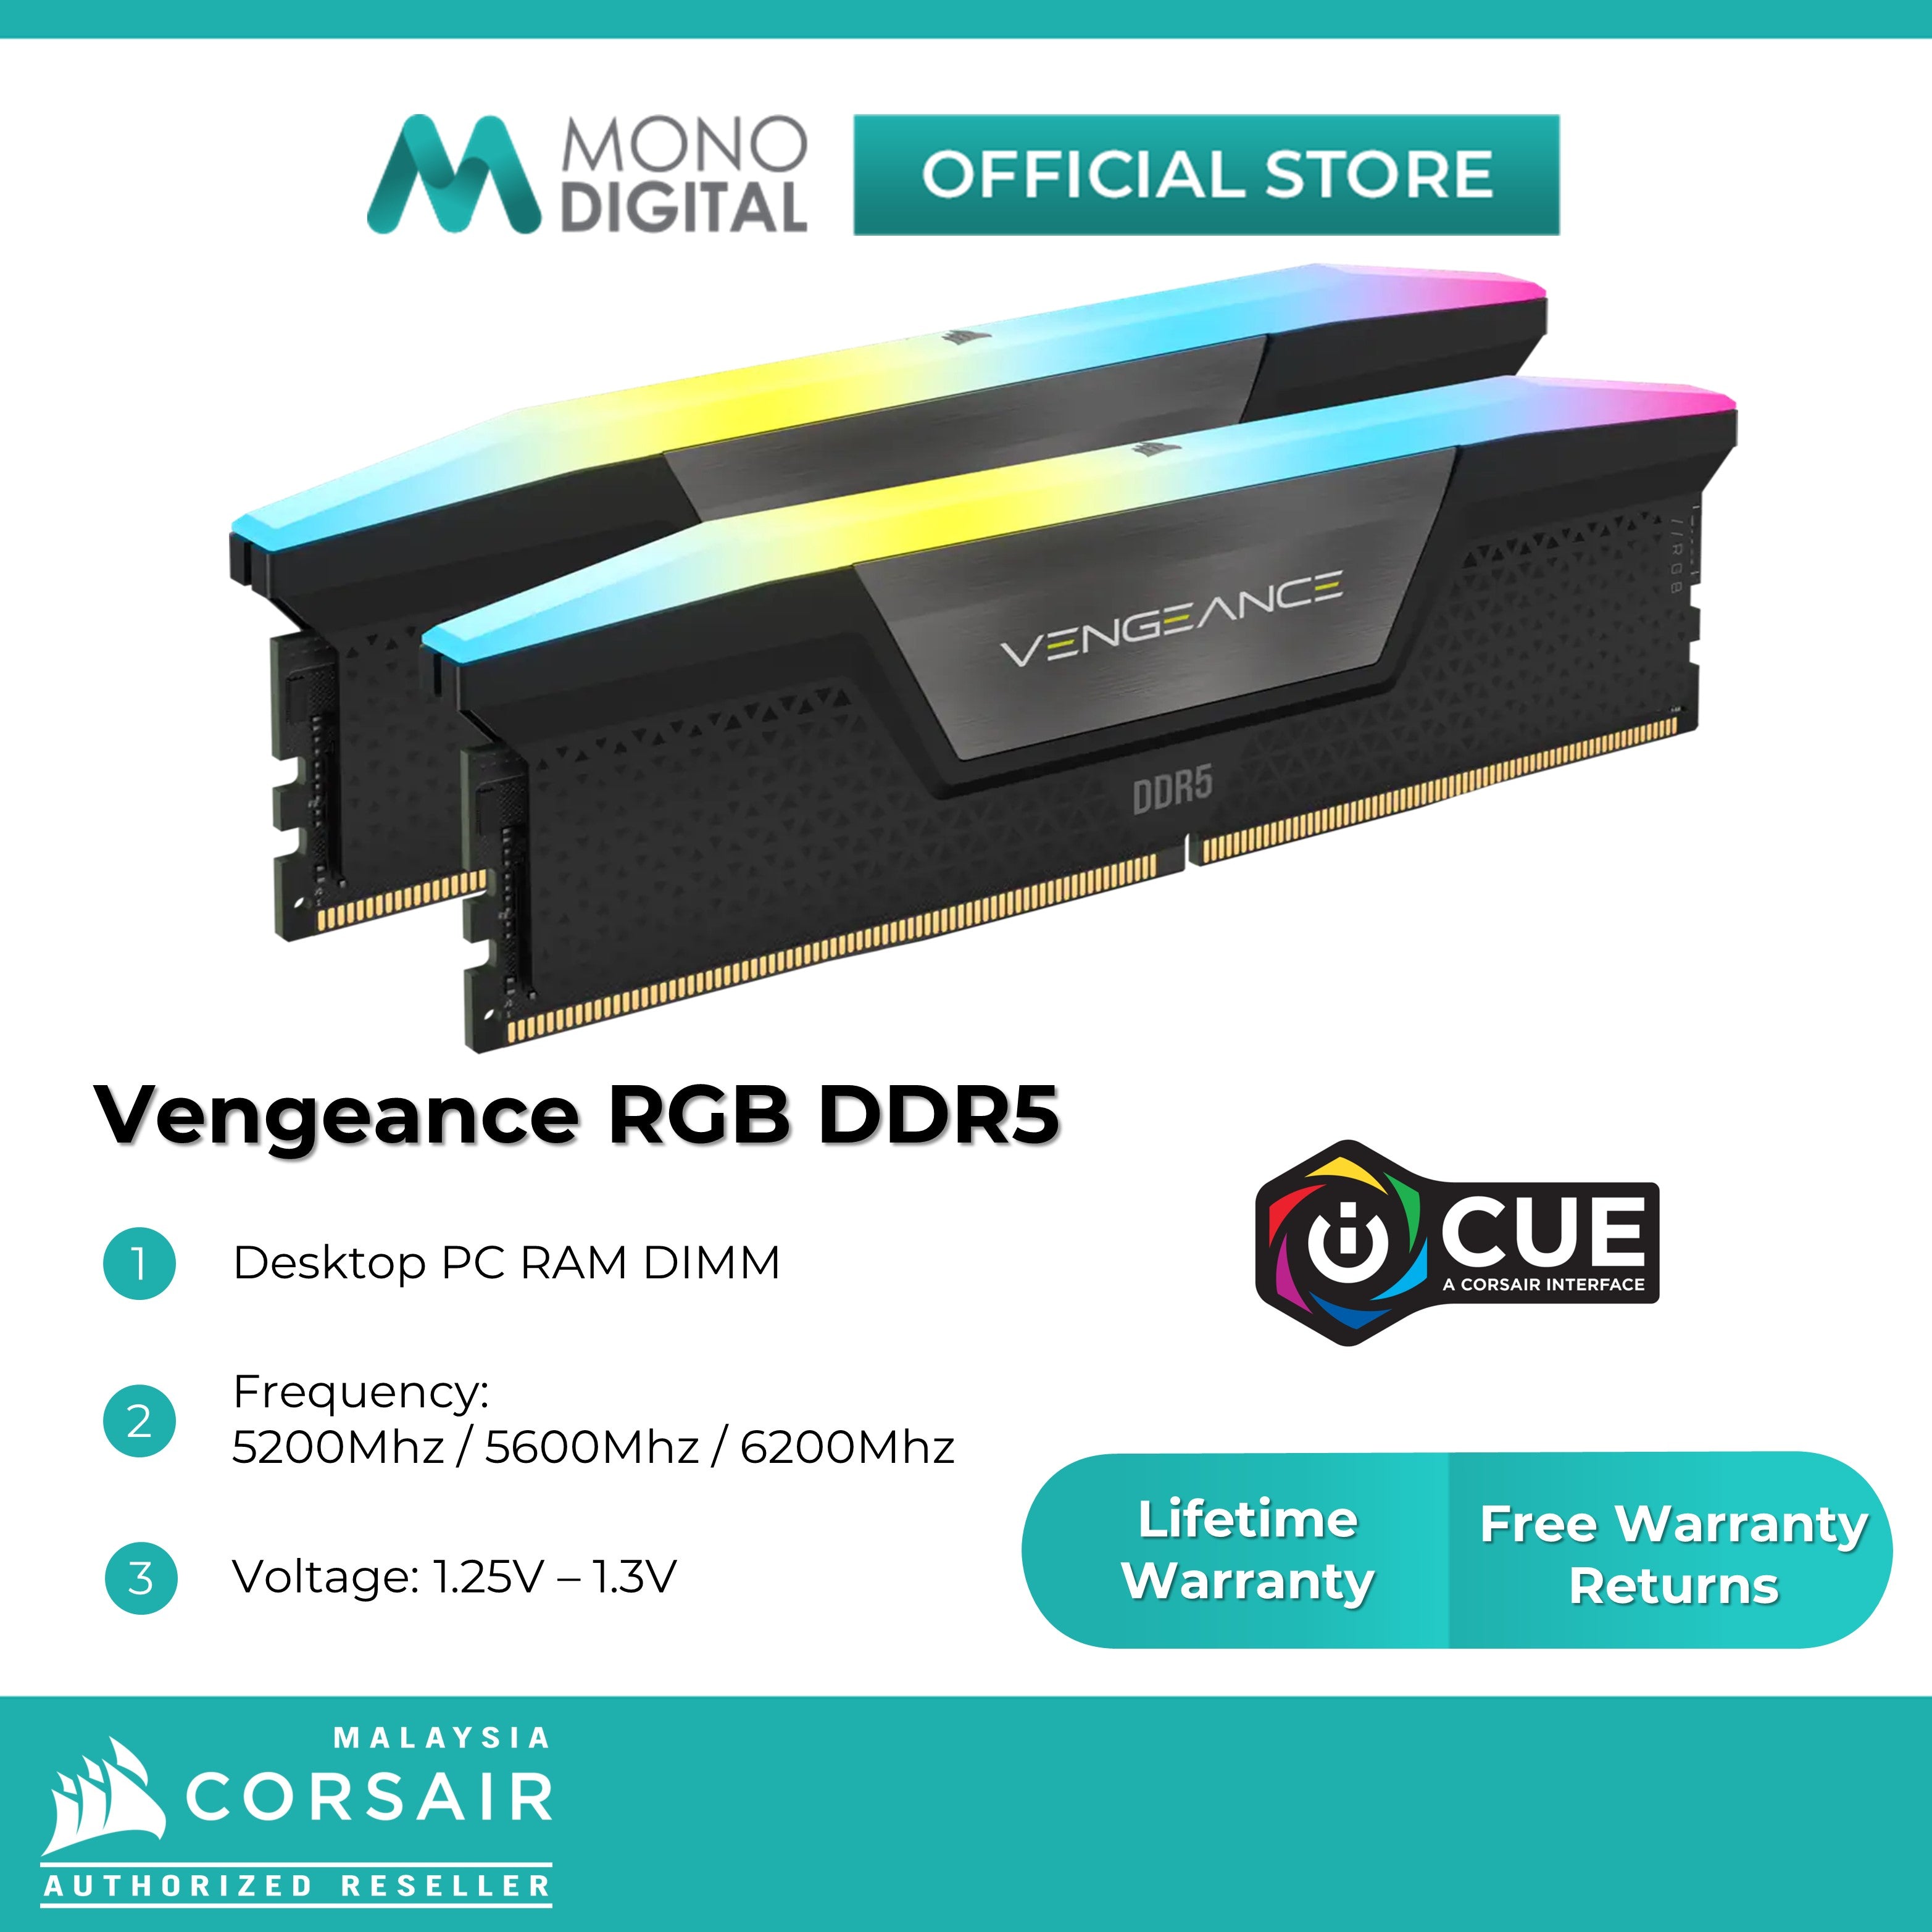 MONO
DIGITAL
OFFICIAL STORE
VENGEANCE
DDR5
//RGB
Vengeance RGB DDR5
1 Desktop PC RAM DIMM
2 Frequency:
5200Mhz / 5600Mhz / 6200Mhz
3 Voltage: 1.25V – 1.3V
i CUE
A CORSAIR INTERFACE
Lifetime
Warranty
Free Warranty
Returns
MALAYSIA
CORSAIR
AUTHORIZED RESELLER